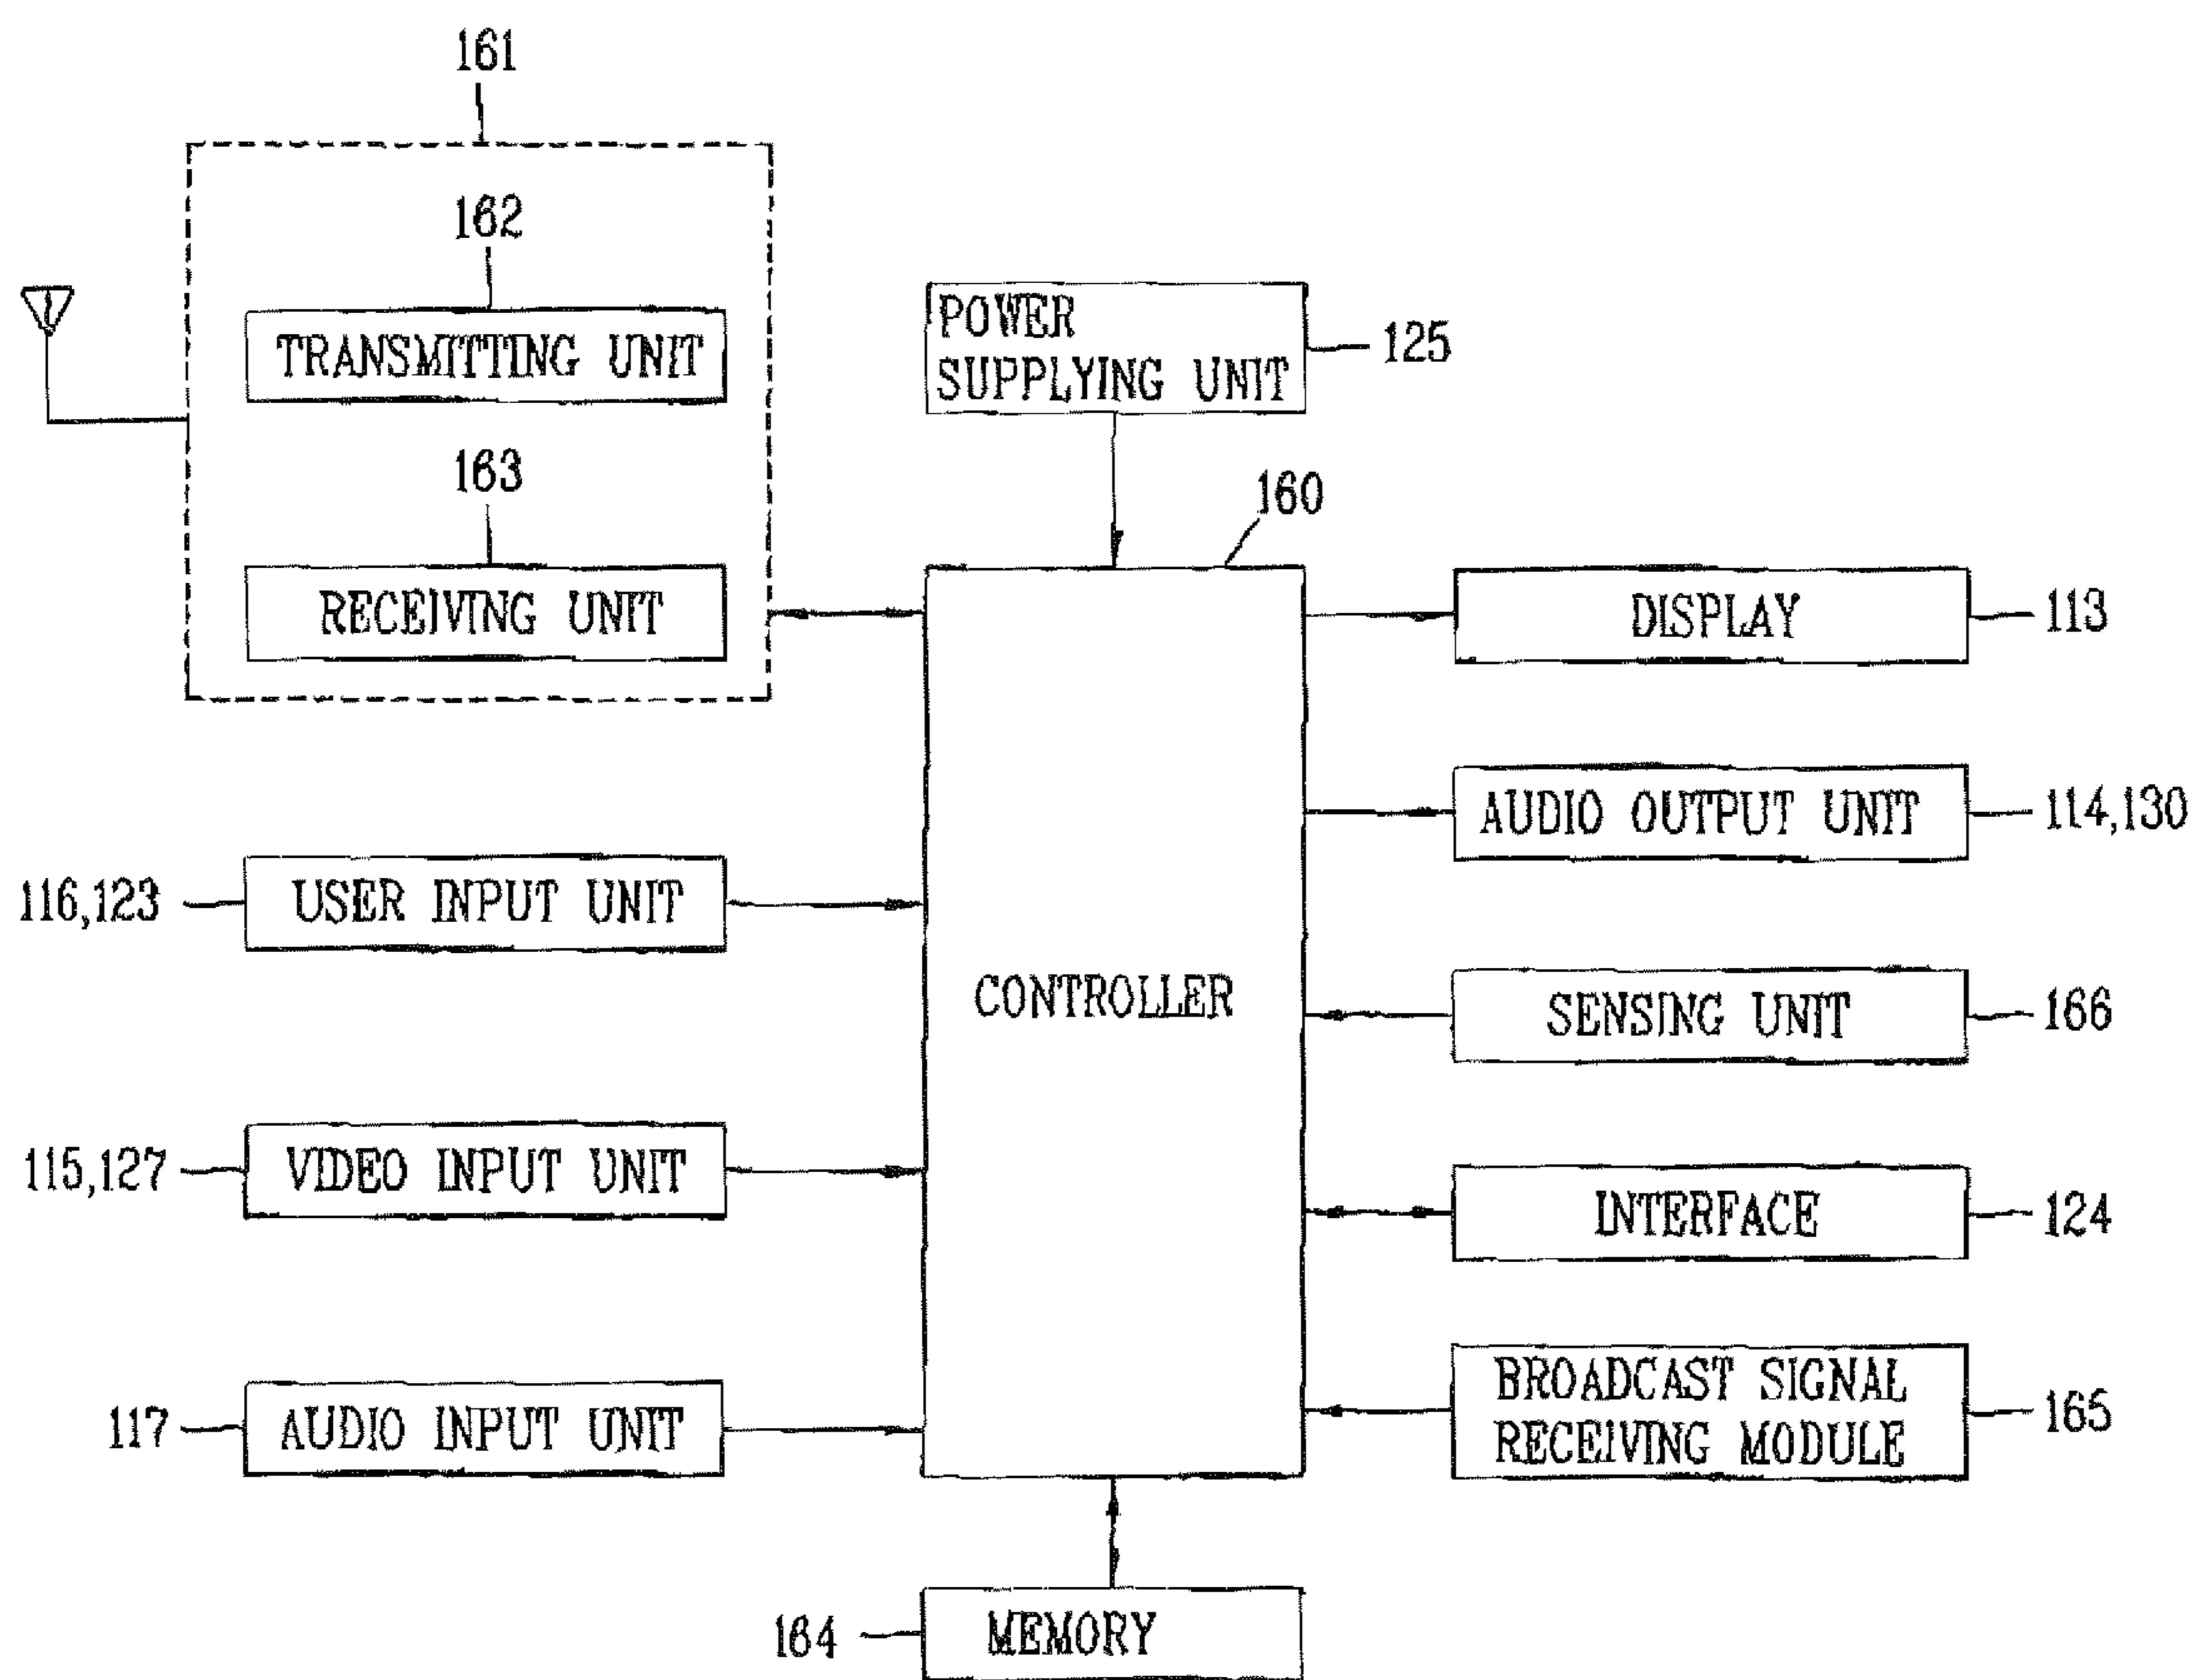 161
162
TRANSMITTING UNIT
163
RECEIVING UNIT
POWER
SUPPLYING UNIT
125
160
CONTROLLER
DISPLAY
113
AUDIO OUTPUT UNIT
114,130
116,123
USER INPUT UNIT
SENSING UNIT
166
115,127
VIDEO INPUT UNIT
INTERFACE
124
117
AUDIO INPUT UNIT
BROADCAST SIGNAL
RECEIVING MODULE
165
164
MEMORY